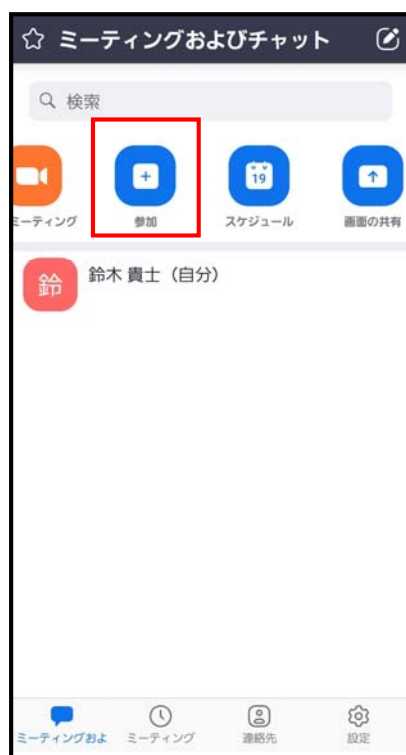 ミーティングおよびチャット
検索
ミーティング
参加
19
スケジュール
画面の共有
鈴
鈴木 貴士（自分）
ミーティングおよ
ミーティング
連絡先
設定